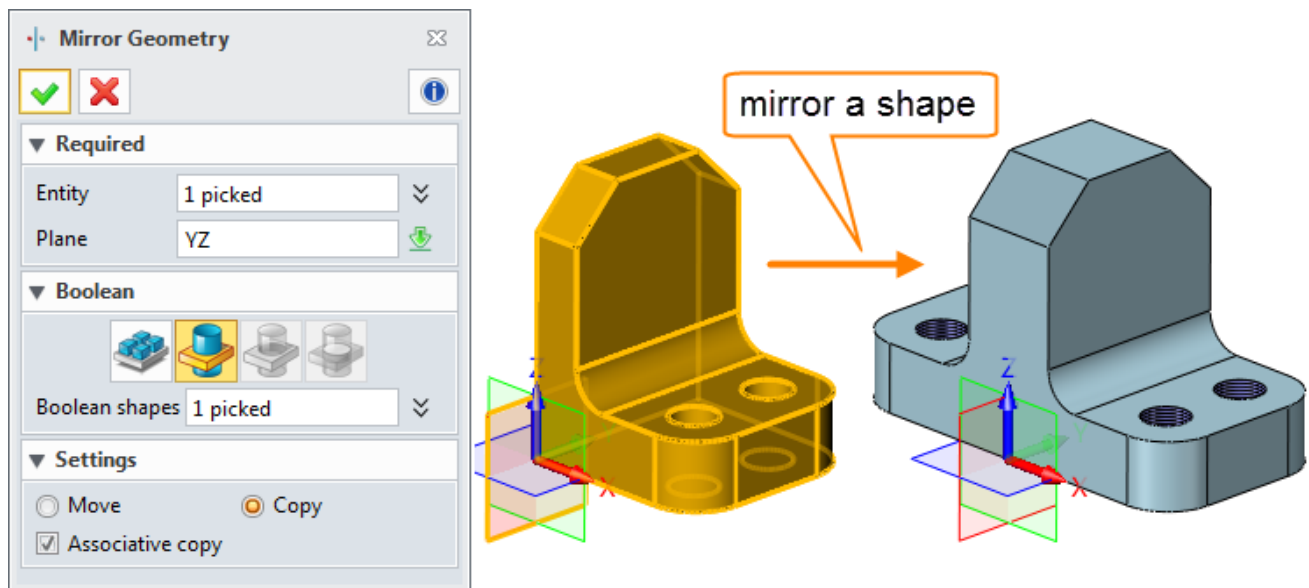 Mirror Geometry
Required
Entity 1 picked
Plane YZ
Boolean
Boolean shapes 1 picked
Settings
Move Copy
Associative copy
mirror a shape
Z
Y
X
Z
Y
X